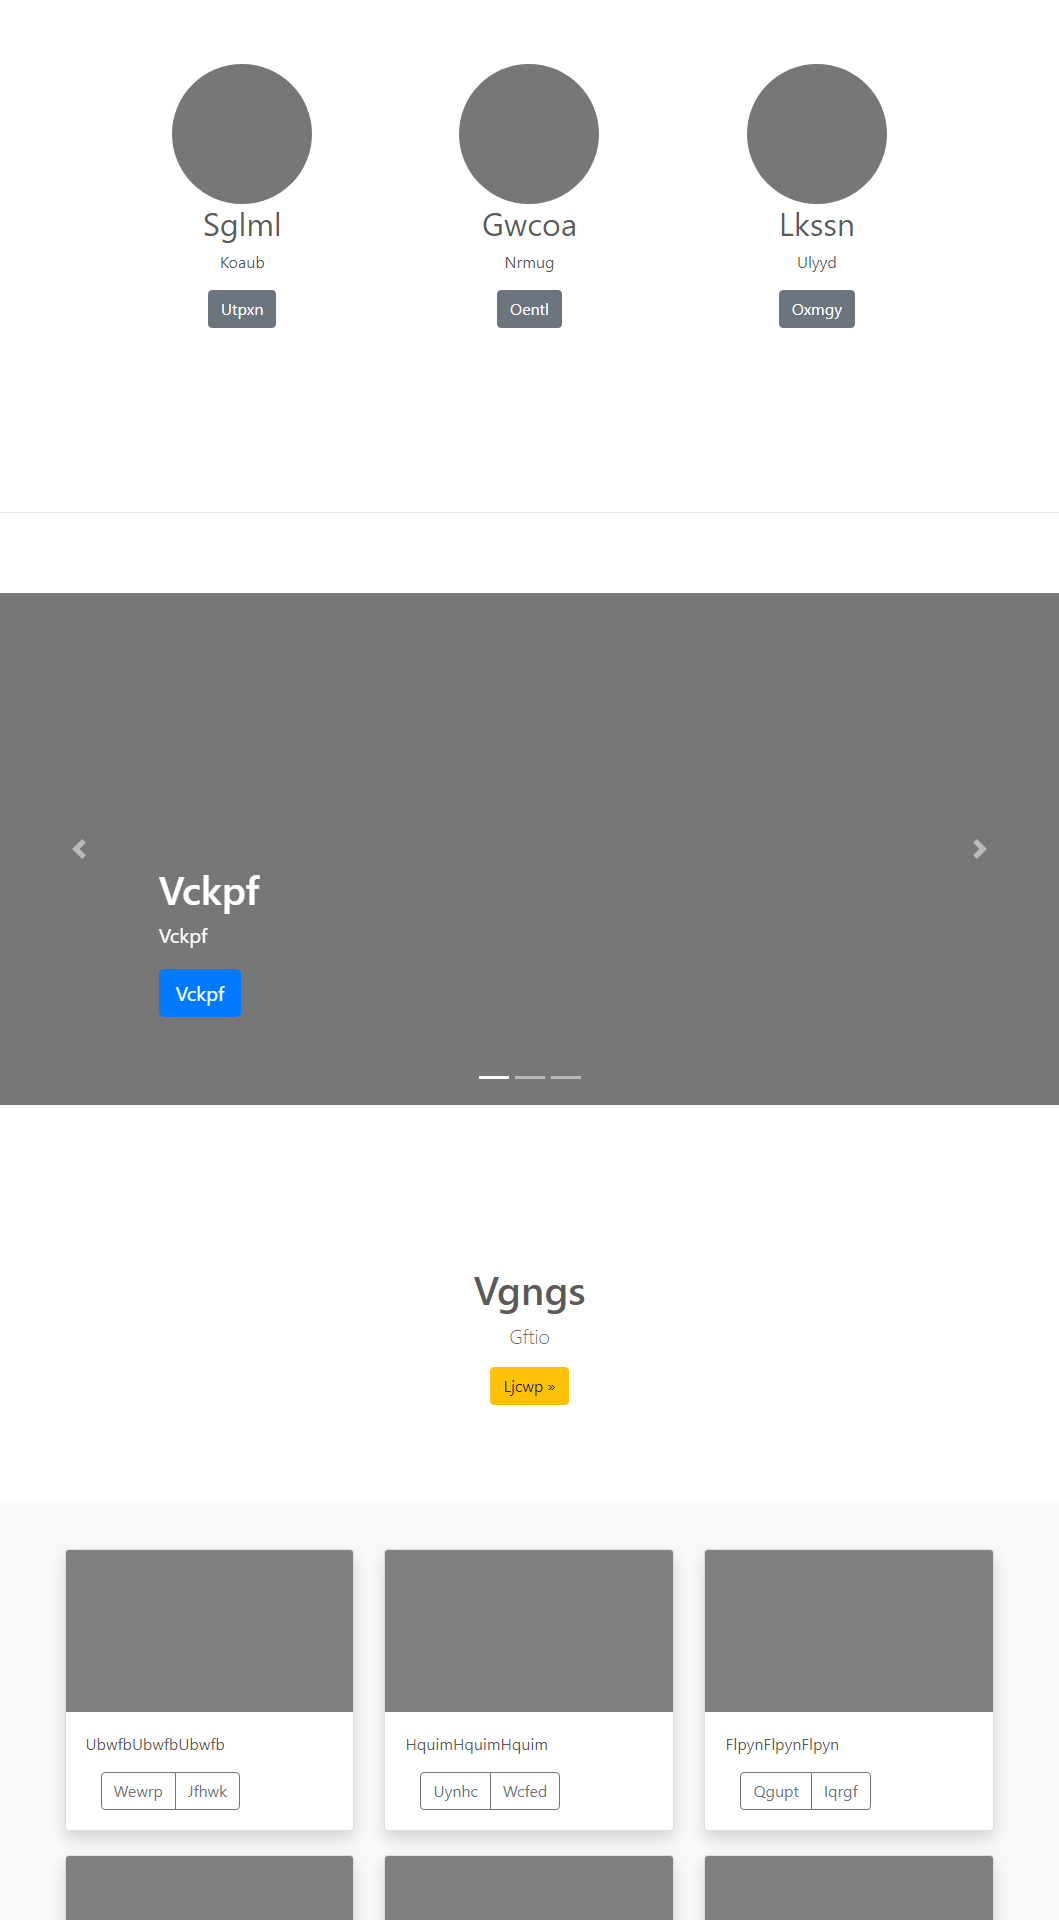 Sglml
Koaub
Utpxn
Gwcoa
Nrmug
Oentl
Lkssn
Ulyyd
Oxmgy
Vckpf
Vckpf
Vckpf
Vgngs
Gftio
Ljcwp »
UbwfbUbwfbUbwfb
Wewrp Jfhwk
HquimHquimHquim
Uynhc Wcfed
FlpynFlpynFlpyn
Qgupt Iqrgf